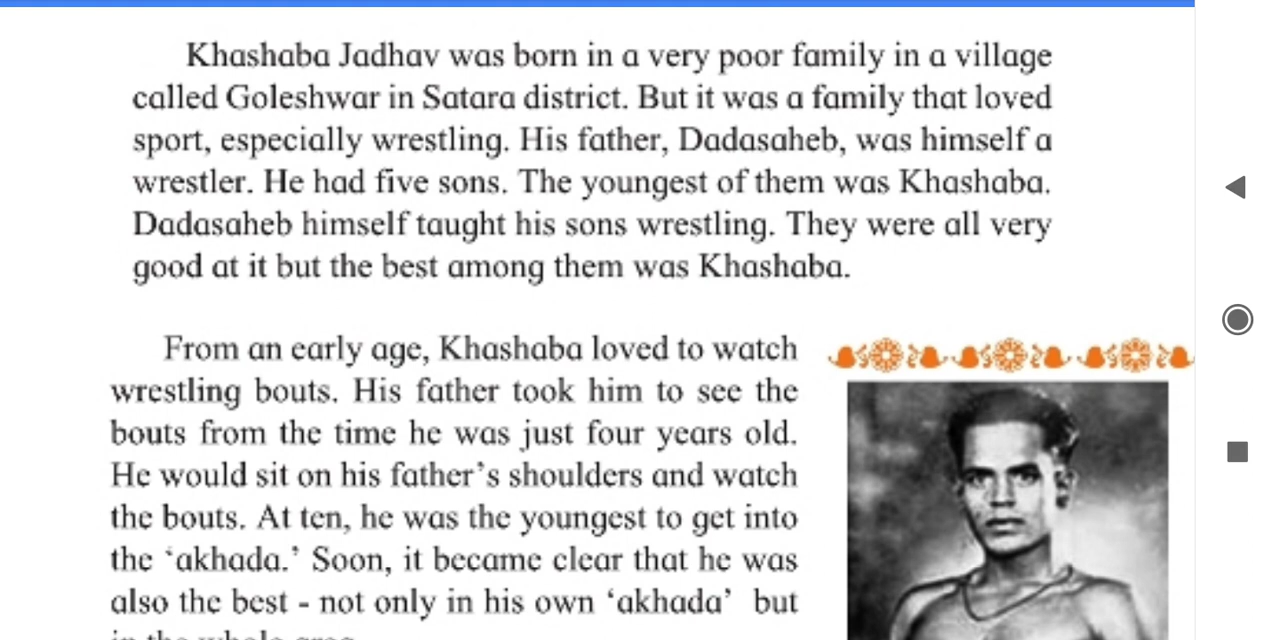 Khashaba Jadhav was born in a very poor family in a village
called Goleshwar in Satara district. But it was a family that loved
sport, especially wrestling. His father, Dadasaheb, was himself a
wrestler. He had five sons. The youngest of them was Khashaba.
Dadasaheb himself taught his sons wrestling. They were all very
good at it but the best among them was Khashaba.
From an early age, Khashaba loved to watch
wrestling bouts. His father took him to see the
bouts from the time he was just four years old.
He would sit on his father's shoulders and watch
the bouts. At ten, he was the youngest to get into
the ‘akhada.’ Soon, it became clear that he was
also the best - not only in his own ‘akhada’ but
in the whole area